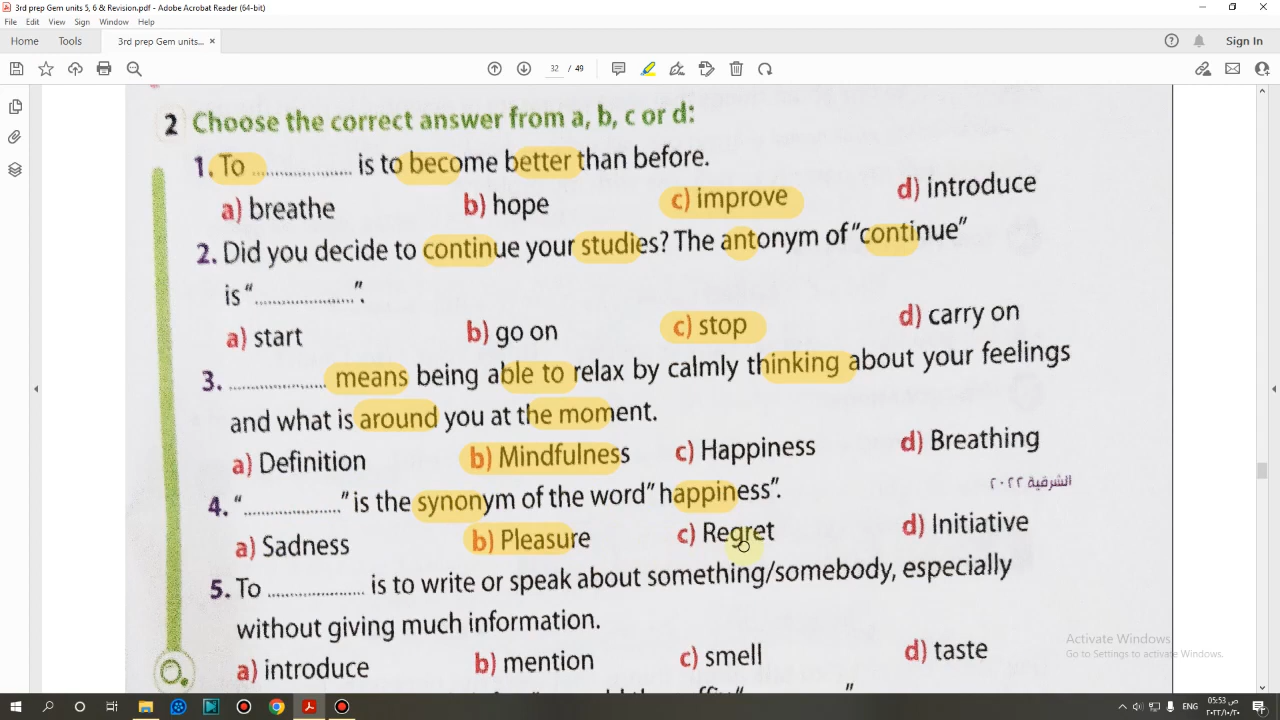 3rd prep Gem units 5, 6 & Revision.pdf - Adobe Acrobat Reader (64-bit)
File Edit View Sign Window Help
Home Tools 3rd prep Gem units... × Sign In
32 / 49
2 Choose the correct answer from a, b, c or d:
1. To .................... is to become better than before.
a) breathe b) hope c) improve d) introduce
2. Did you decide to continue your studies? The antonym of "continue"
is "....................".
a) start b) go on c) stop d) carry on
3. .................... means being able to relax by calmly thinking about your feelings
and what is around you at the moment.
a) Definition b) Mindfulness c) Happiness d) Breathing
الشرقية ٢٠٢٢
4. "...................." is the synonym of the word "happiness".
a) Sadness b) Pleasure c) Regret d) Initiative
5. To .................... is to write or speak about something/somebody, especially
without giving much information.
a) introduce b) mention c) smell d) taste
Activate Windows
Go to Settings to activate Windows.
ENG
05:53 ص
٢٠٢٢/١٠/٢٠